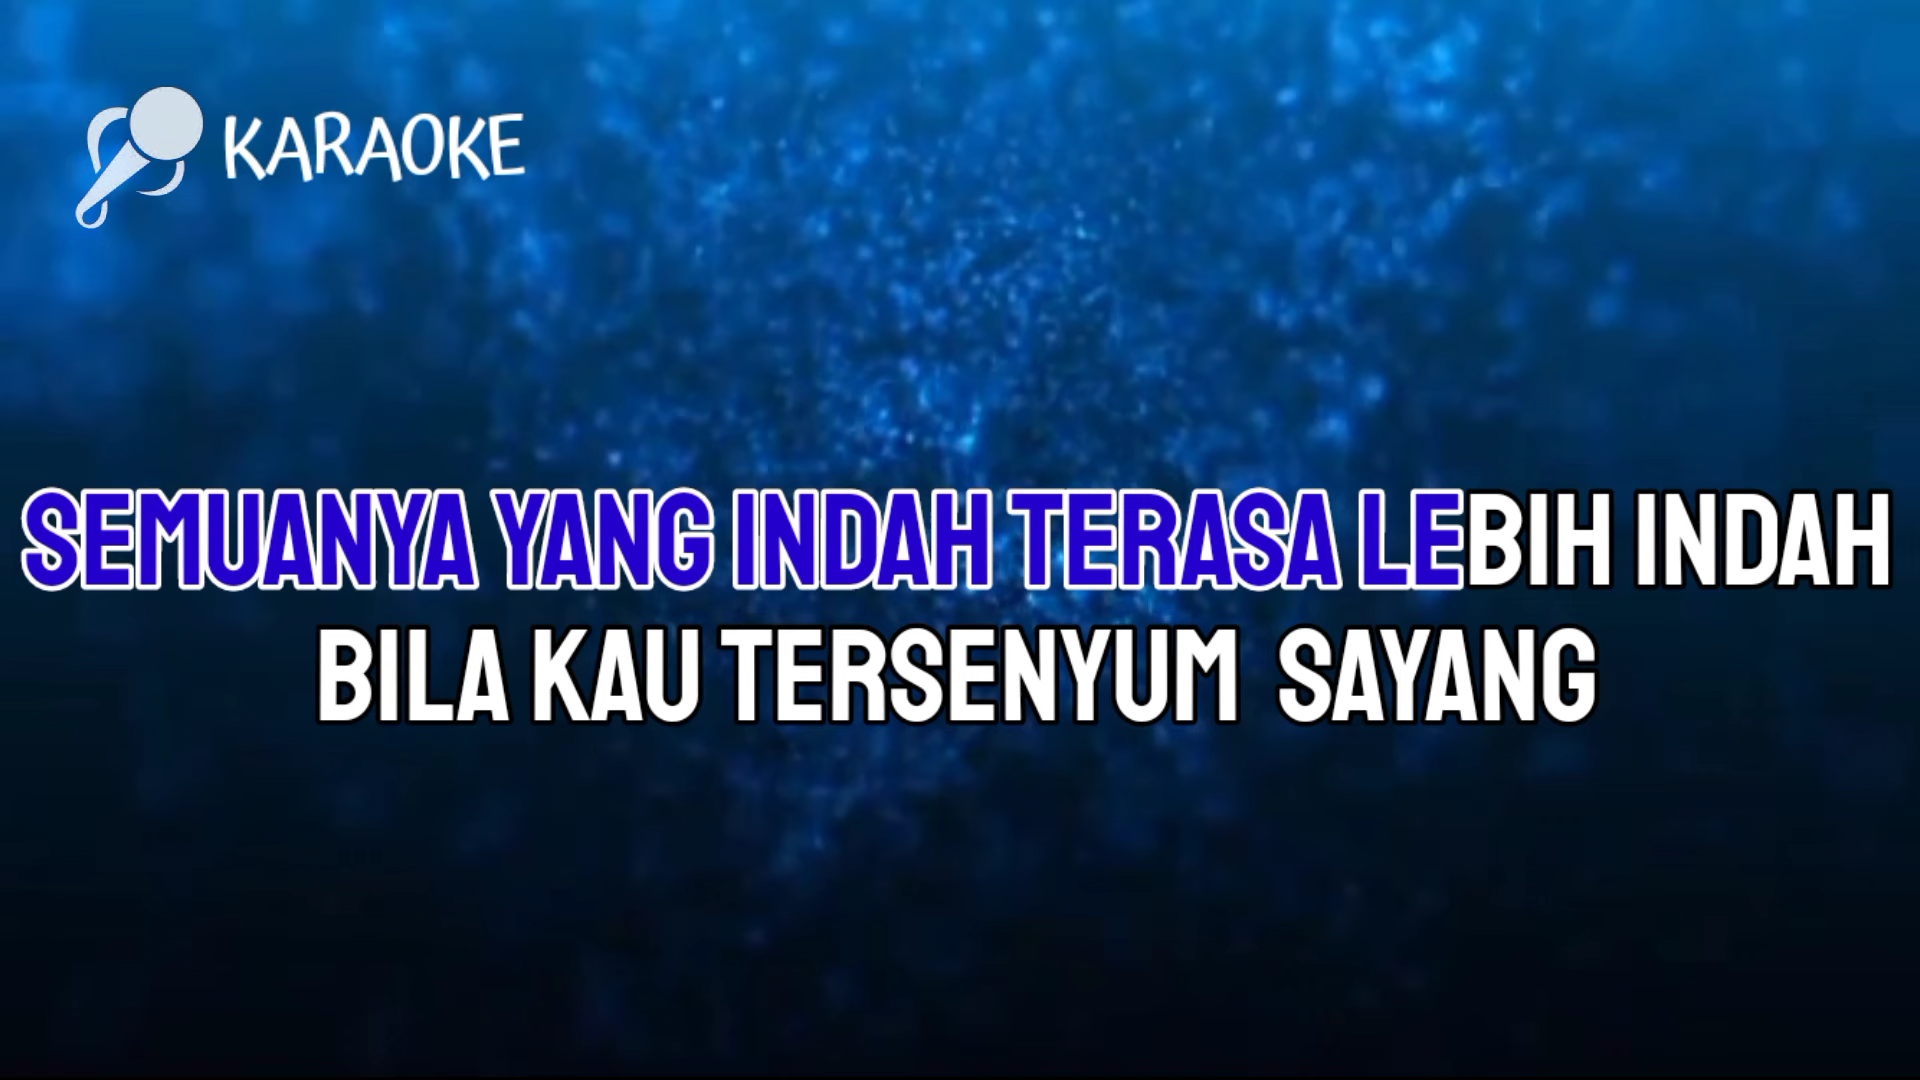 KARAOKE
SEMUANYA YANG INDAH TERASA LEBIH INDAH
BILA KAU TERSENYUM SAYANG